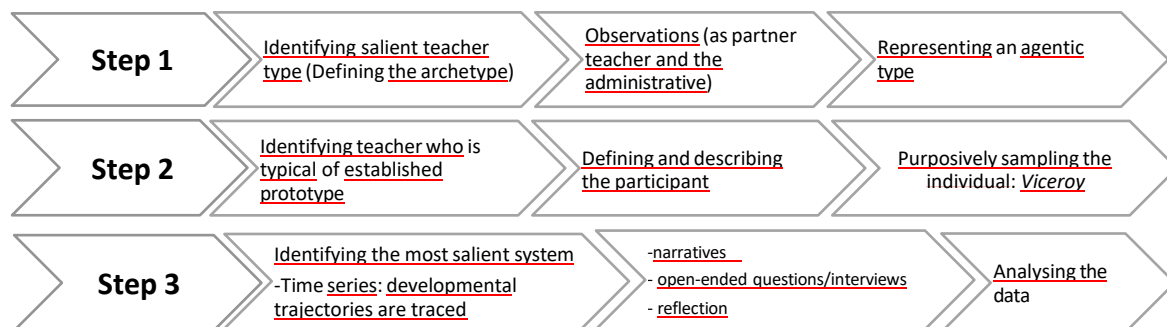 Step 1
Identifying salient teacher
type (Defining the archetype)
Observations (as partner
teacher and the
administrative)
Representing an agentic
type
Step 2
Identifying teacher who is
typical of established
prototype
Defining and describing
the participant
Purposively sampling the
individual: Viceroy
Step 3
Identifying the most salient system
-Time series: developmental
trajectories are traced
-narratives
- open-ended questions/interviews
- reflection
Analysing the
data